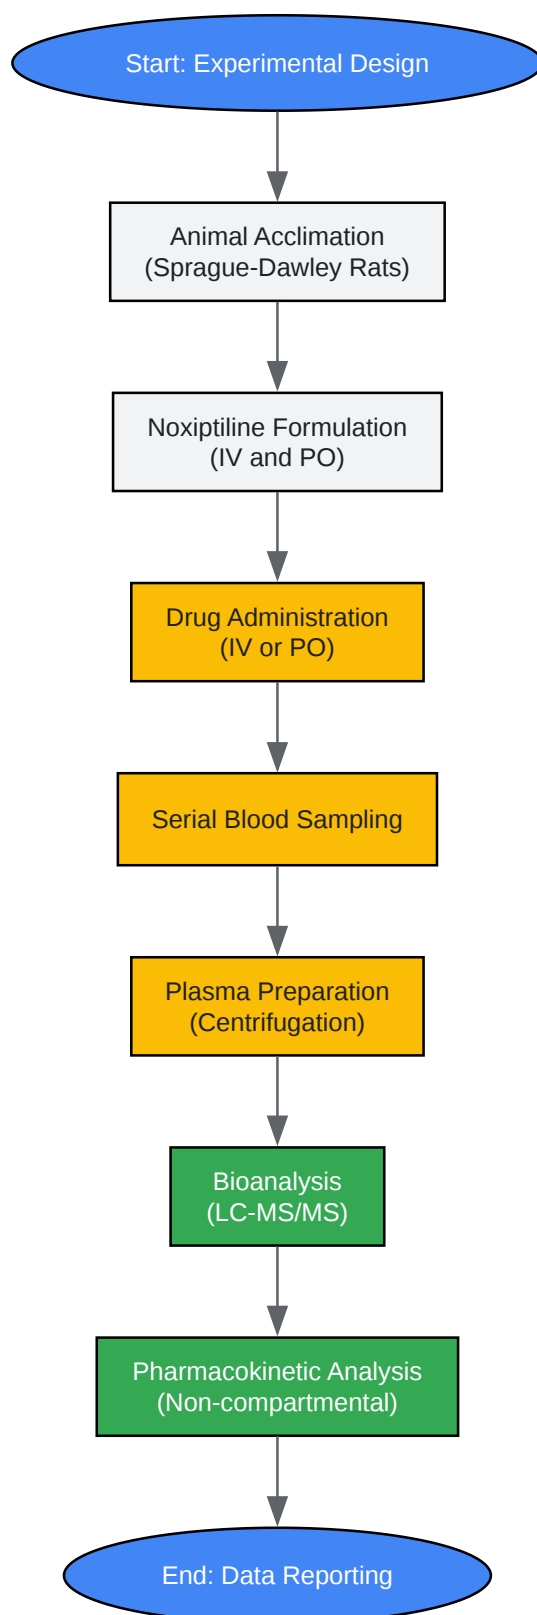 Start: Experimental Design
Animal Acclimation
(Sprague-Dawley Rats)
Noxiptiline Formulation
(IV and PO)
Drug Administration
(IV or PO)
Serial Blood Sampling
Plasma Preparation
(Centrifugation)
Bioanalysis
(LC-MS/MS)
Pharmacokinetic Analysis
(Non-compartmental)
End: Data Reporting